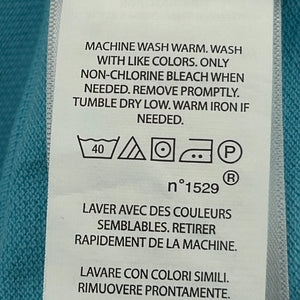 MACHINE WASH WARM. WASH
WITH LIKE COLORS. ONLY
NON-CHLORINE BLEACH WHEN
NEEDED. REMOVE PROMPTLY.
TUMBLE DRY LOW. WARM IRON IF
NEEDED.
40 P
n°1529 ®
LAVER AVEC DES COULEURS
SEMBLABLES. RETIRER
RAPIDEMENT DE LA MACHINE.
LAVARE CON COLORI SIMILI.
RIMUOVERE PRONTAMENTE.